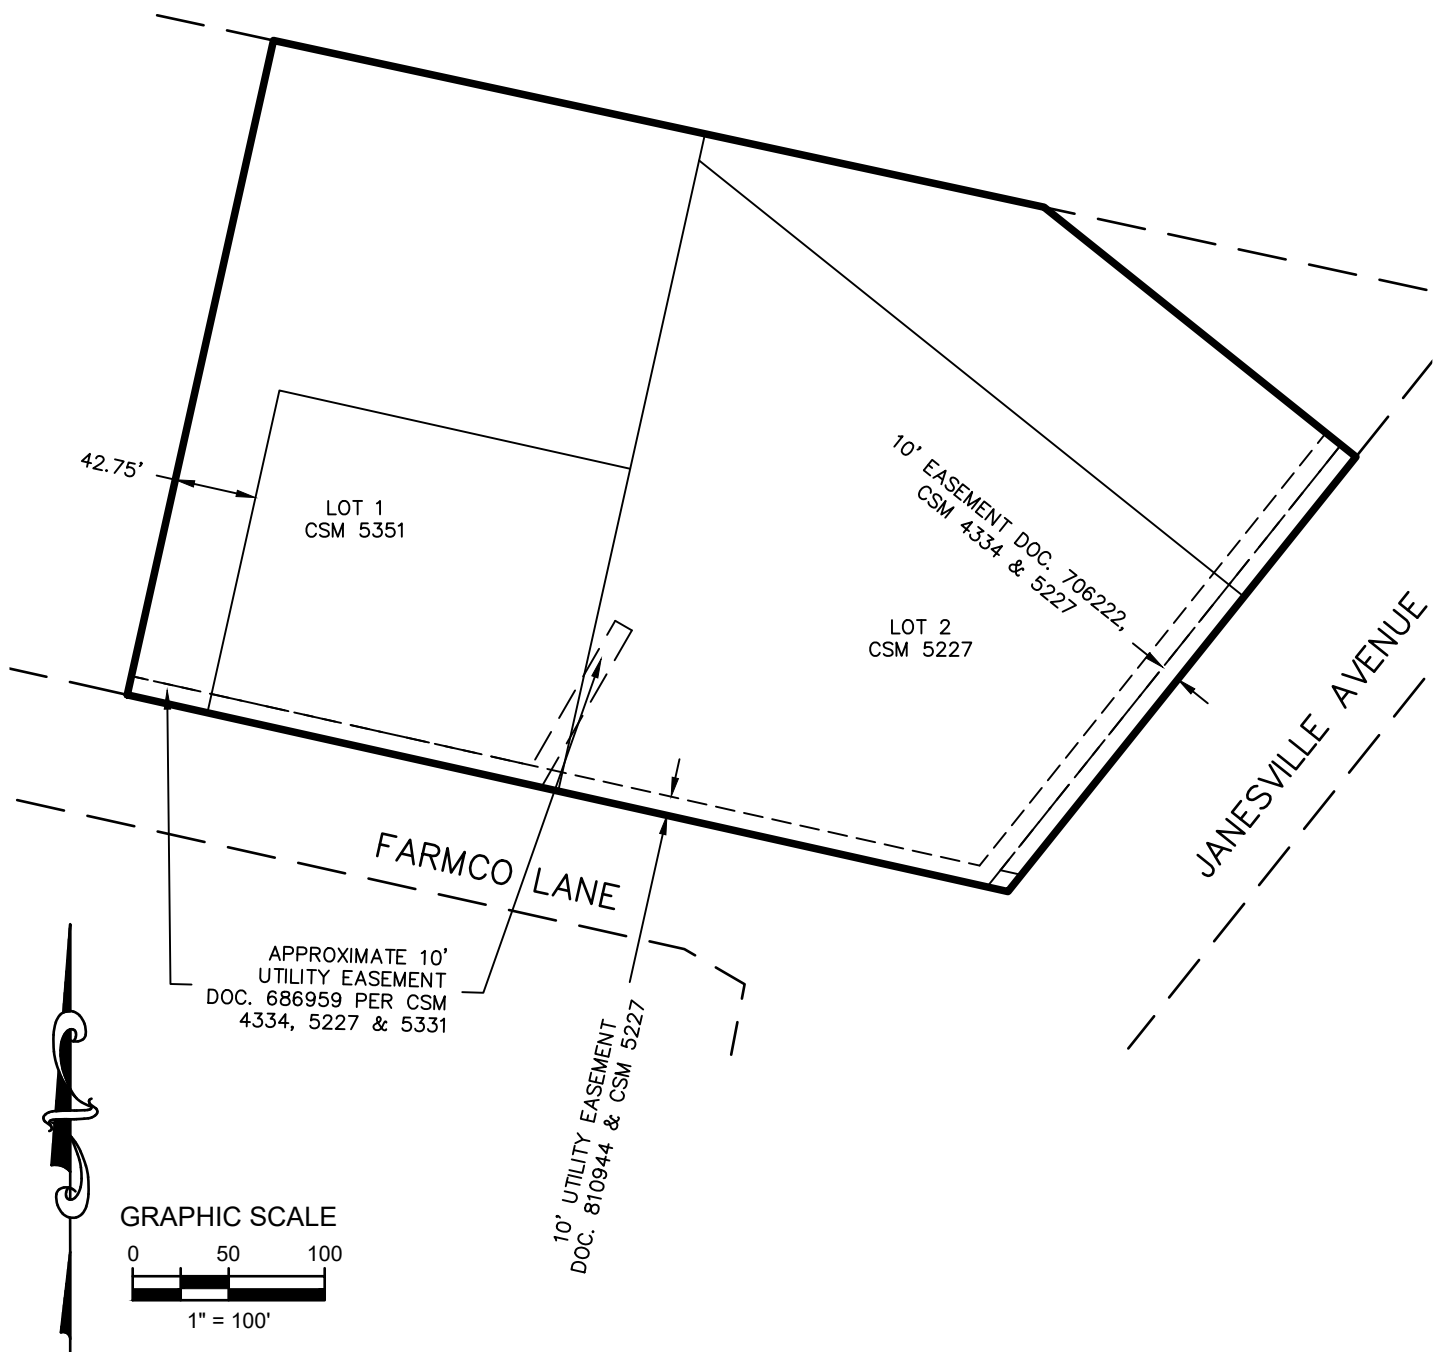 42.75'
LOT 1
CSM 5351
10' EASEMENT DOC. 706222,
CSM 4334 & 5227
LOT 2
CSM 5227
JANESVILLE AVENUE
FARMCO LANE
APPROXIMATE 10'
UTILITY EASEMENT
DOC. 686959 PER CSM
4334, 5227 & 5331
10' UTILITY EASEMENT
DOC. 810944 & CSM 5227
GRAPHIC SCALE
0 50 100
1" = 100'